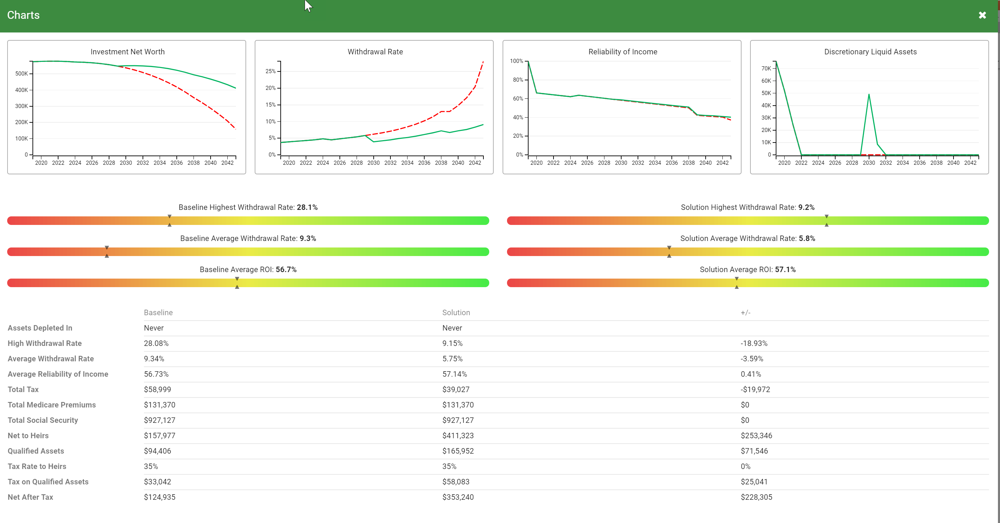 Charts
Investment Net Worth
500K
400K
300K
200K
100K
0
2020 2022 2024 2026 2028 2030 2032 2034 2036 2038 2040 2042
Withdrawal Rate
25%
20%
15%
10%
5%
0%
2020 2022 2024 2026 2028 2030 2032 2034 2036 2038 2040 2042
Reliability of Income
100%
80%
60%
40%
20%
0%
2020 2022 2024 2026 2028 2030 2032 2034 2036 2038 2040 2042
Discretionary Liquid Assets
70K
60K
50K
40K
30K
20K
10K
0
2020 2022 2024 2026 2028 2030 2032 2034 2036 2038 2040 2042
Baseline Highest Withdrawal Rate: 28.1%
Solution Highest Withdrawal Rate: 9.2%
Baseline Average Withdrawal Rate: 9.3%
Solution Average Withdrawal Rate: 5.8%
Baseline Average ROI: 56.7%
Solution Average ROI: 57.1%
Baseline Solution +/-
Assets Depleted In Never Never
High Withdrawal Rate 28.08% 9.15% -18.93%
Average Withdrawal Rate 9.34% 5.75% -3.59%
Average Reliability of Income 56.73% 57.14% 0.41%
Total Tax $58,999 $39,027 -$19,972
Total Medicare Premiums $131,370 $131,370 $0
Total Social Security $927,127 $927,127 $0
Net to Heirs $157,977 $411,323 $253,346
Qualified Assets $94,406 $165,952 $71,546
Tax Rate to Heirs 35% 35% 0%
Tax on Qualified Assets $33,042 $58,083 $25,041
Net After Tax $124,935 $353,240 $228,305